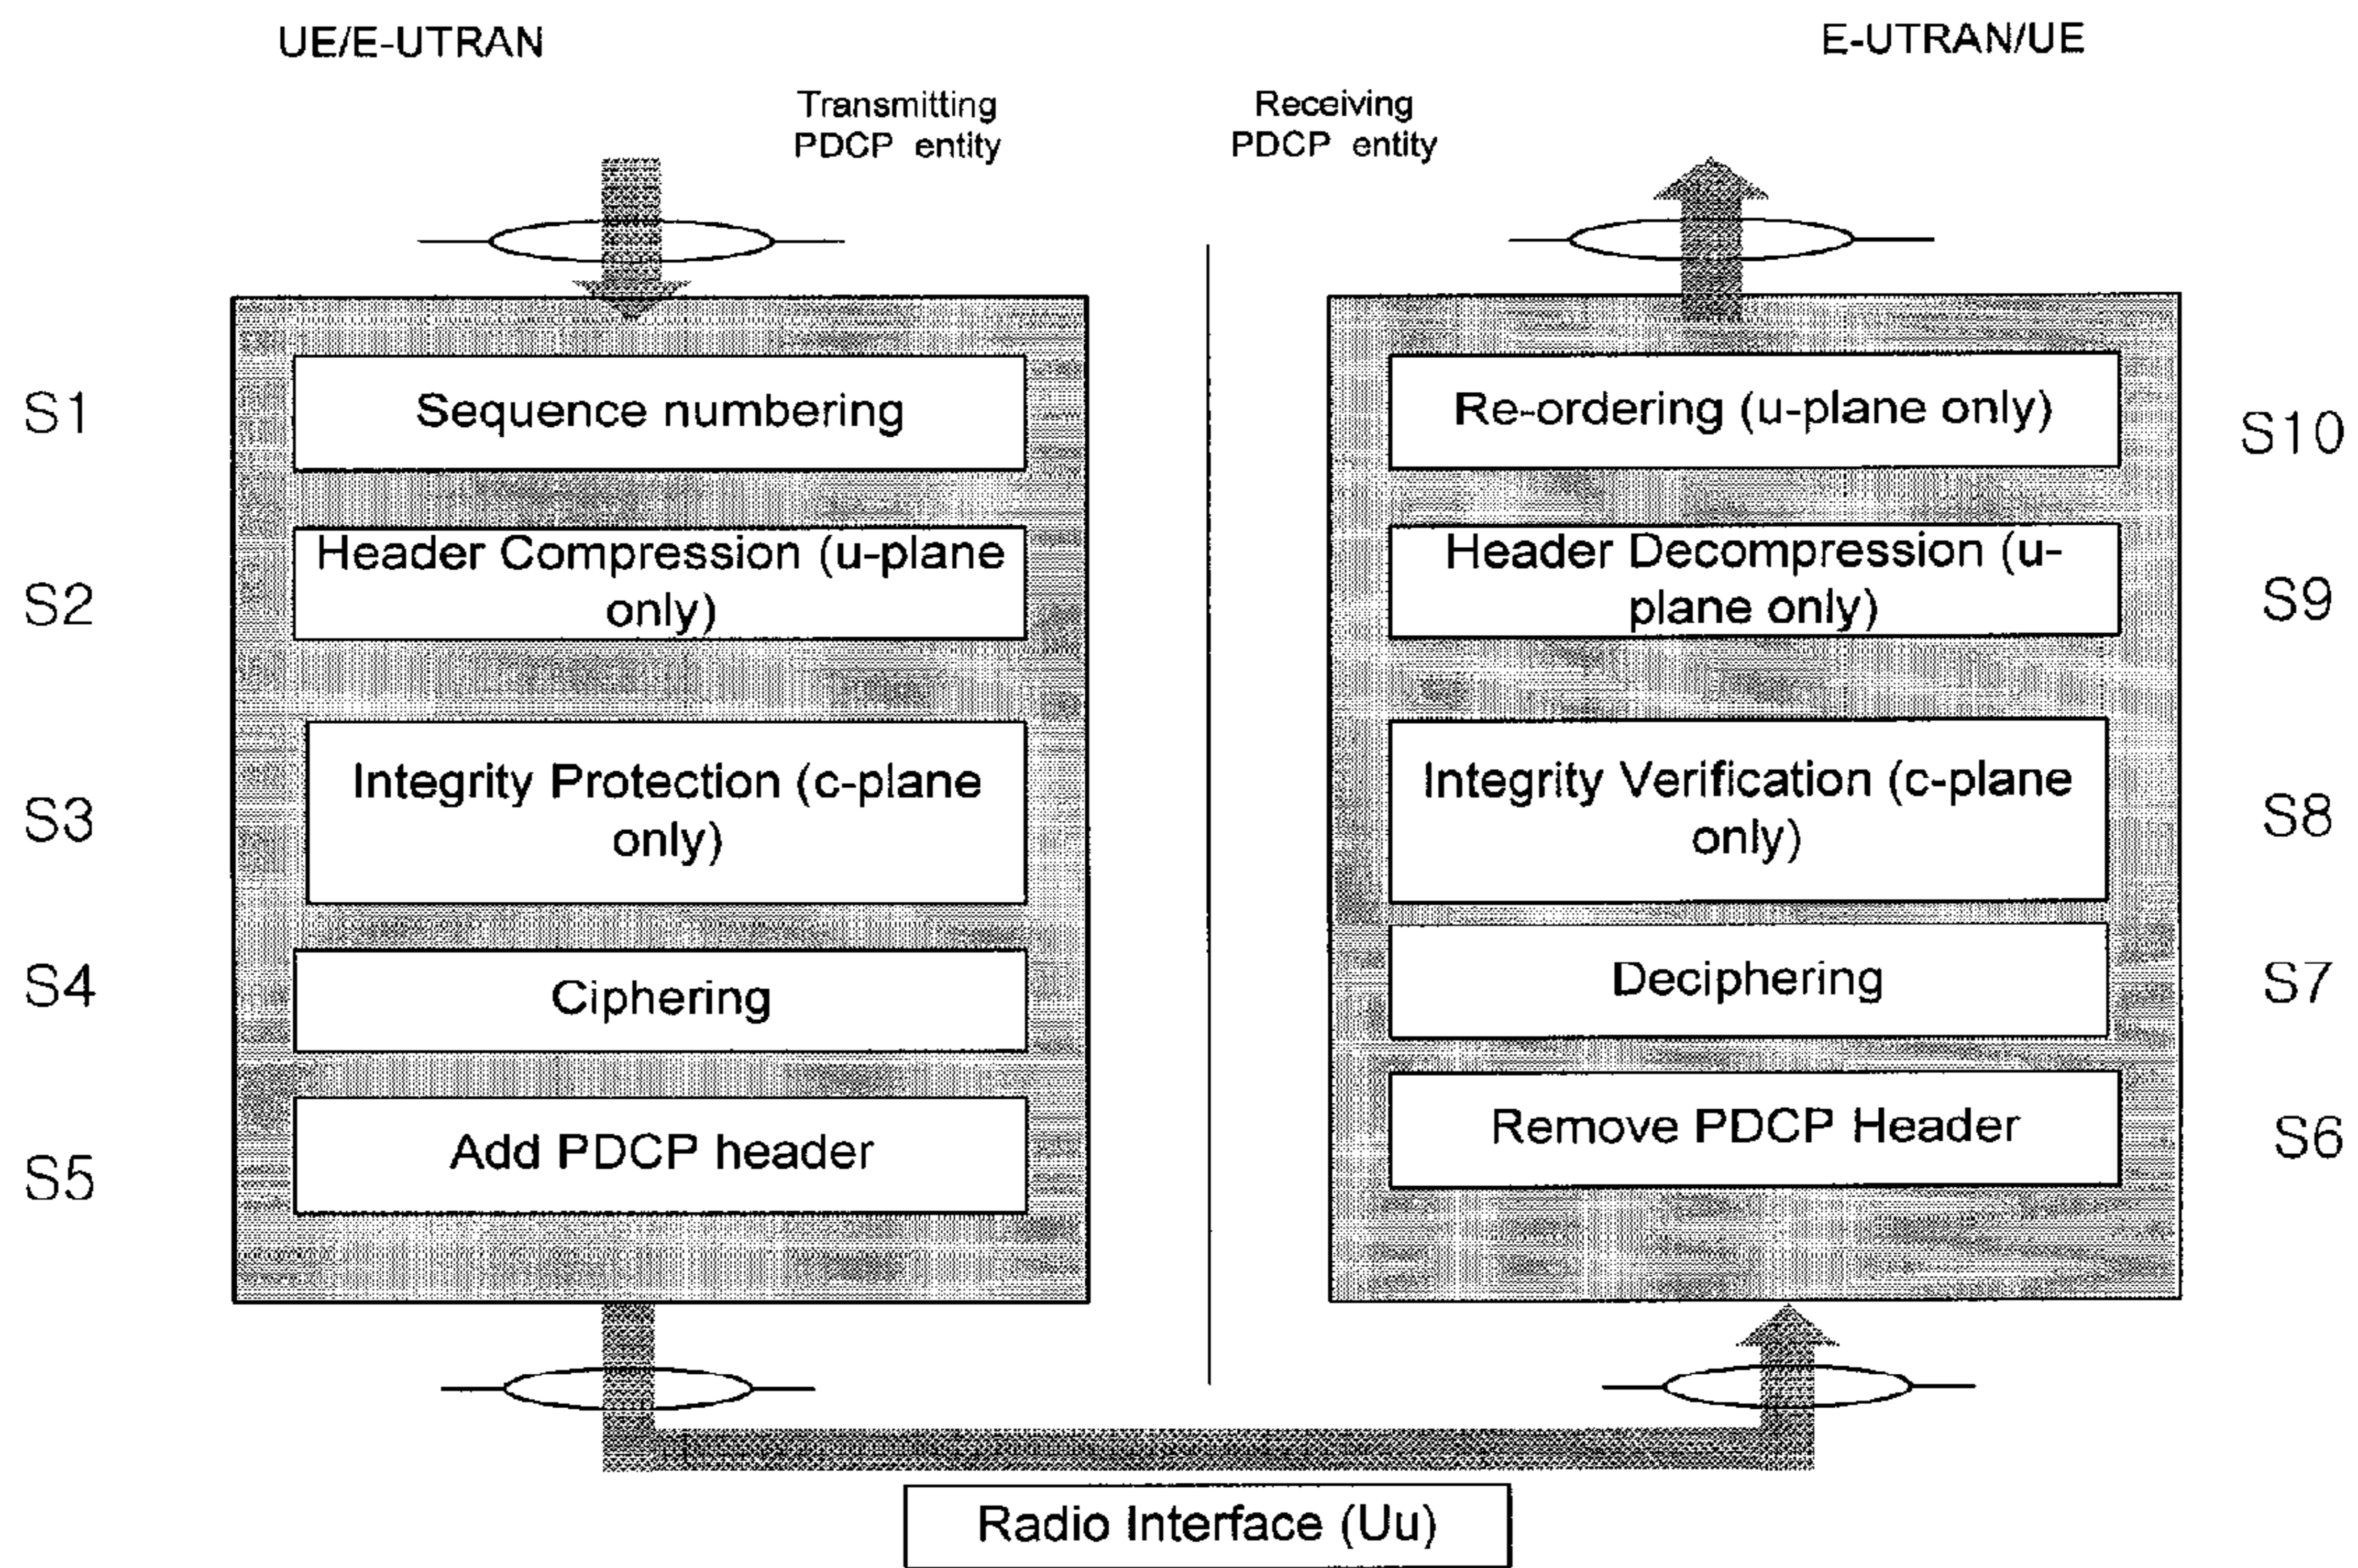 UE/E-UTRAN
E-UTRAN/UE
Transmitting
PDCP entity
Receiving
PDCP entity
S1
Sequence numbering
S2
Header Compression (u-plane
only)
S3
Integrity Protection (c-plane
only)
S4
Ciphering
S5
Add PDCP header
Re-ordering (u-plane only)
S10
Header Decompression (u-
plane only)
S9
Integrity Verification (c-plane
only)
S8
Deciphering
S7
Remove PDCP Header
S6
Radio Interface (Uu)